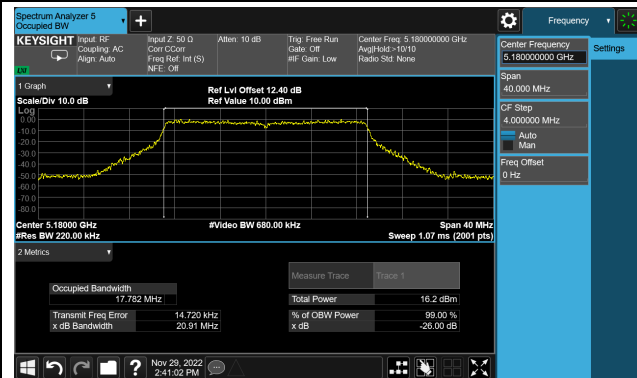 Spectrum Analyzer 5
Occupied BW
Frequency
KEYSIGHT
Input: RF
Coupling: AC
Align: Auto
Input Z: 50 Ω
Corr CCorr
Freq Ref: Int (S)
NFE: Off
Atten: 10 dB
Trig: Free Run
Gate: Off
#IF Gain: Low
Center Freq: 5.180000000 GHz
Avg|Hold:>10/10
Radio Std: None
LXI
Center Frequency
5.180000000 GHz
Settings
Span
40.000 MHz
CF Step
4.000000 MHz
Auto
Man
Freq Offset
0 Hz
1 Graph
Scale/Div 10.0 dB
Ref Lvl Offset 12.40 dB
Ref Value 10.00 dBm
Log
0.00
-10.0
-20.0
-30.0
-40.0
-50.0
-60.0
-70.0
-80.0
Center 5.18000 GHz
#Video BW 680.00 kHz
Span 40 MHz
#Res BW 220.00 kHz
Sweep 1.07 ms (2001 pts)
2 Metrics
Measure Trace
Trace 1
Occupied Bandwidth
17.782 MHz
Total Power
16.2 dBm
Transmit Freq Error
14.720 kHz
% of OBW Power
99.00 %
x dB Bandwidth
20.91 MHz
x dB
-26.00 dB
?
Nov 29, 2022
2:41:02 PM